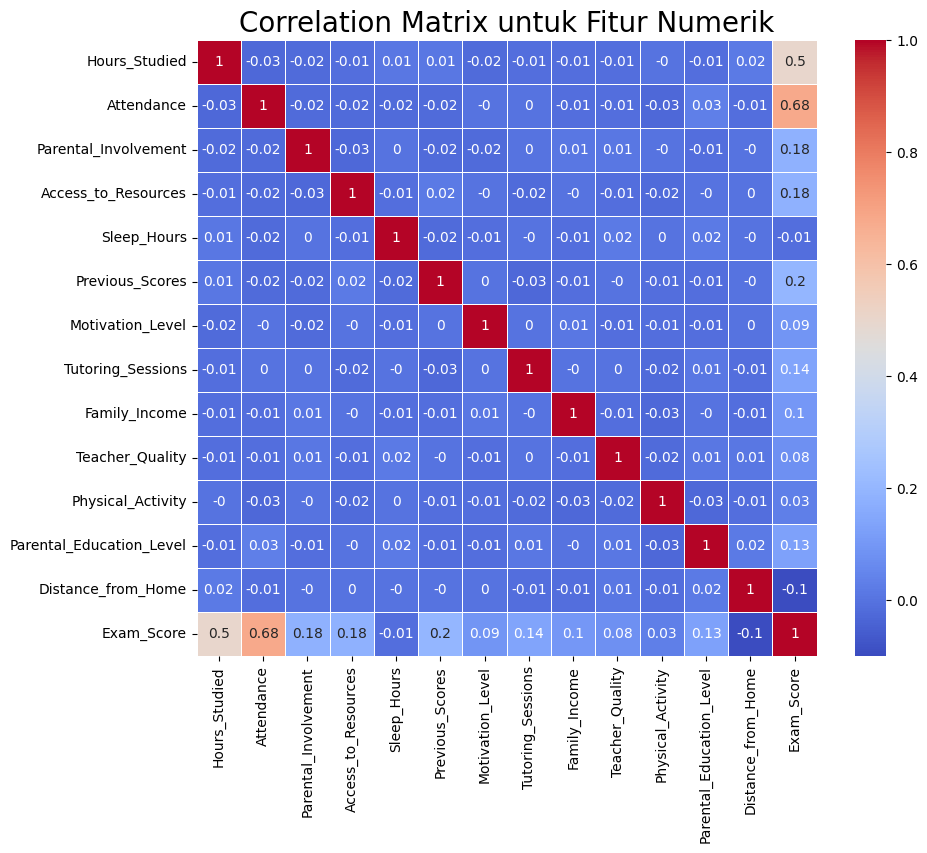 Correlation Matrix untuk Fitur Numerik
Hours_Studied 1 -0.03 -0.02 -0.01 0.01 0.01 -0.02 -0.01 -0.01 -0.01 -0 -0.01 0.02 0.5
Attendance -0.03 1 -0.02 -0.02 -0.02 -0.02 -0 0 -0.01 -0.01 -0.03 0.03 -0.01 0.68
Parental_Involvement -0.02 -0.02 1 -0.03 0 -0.02 -0.02 0 0.01 0.01 -0 -0.01 -0 0.18
Access_to_Resources -0.01 -0.02 -0.03 1 -0.01 0.02 -0 -0.02 -0 -0.01 -0.02 -0 0 0.18
Sleep_Hours 0.01 -0.02 0 -0.01 1 -0.02 -0.01 -0 -0.01 0.02 0 0.02 -0 -0.01
Previous_Scores 0.01 -0.02 -0.02 0.02 -0.02 1 0 -0.03 -0.01 -0 -0.01 -0.01 -0 0.2
Motivation_Level -0.02 -0 -0.02 -0 -0.01 0 1 0 0.01 -0.01 -0.01 -0.01 0 0.09
Tutoring_Sessions -0.01 0 0 -0.02 -0 -0.03 0 1 -0 0 -0.02 0.01 -0.01 0.14
Family_Income -0.01 -0.01 0.01 -0 -0.01 -0.01 0.01 -0 1 -0.01 -0.03 -0 -0.01 0.1
Teacher_Quality -0.01 -0.01 0.01 -0.01 0.02 -0 -0.01 0 -0.01 1 -0.02 0.01 0.01 0.08
Physical_Activity -0 -0.03 -0 -0.02 0 -0.01 -0.01 -0.02 -0.03 -0.02 1 -0.03 -0.01 0.03
Parental_Education_Level -0.01 0.03 -0.01 -0 0.02 -0.01 -0.01 0.01 -0 0.01 -0.03 1 0.02 0.13
Distance_from_Home 0.02 -0.01 -0 0 -0 -0 0 -0.01 -0.01 0.01 -0.01 0.02 1 -0.1
Exam_Score 0.5 0.68 0.18 0.18 -0.01 0.2 0.09 0.14 0.1 0.08 0.03 0.13 -0.1 1
Hours_Studied
Attendance
Parental_Involvement
Access_to_Resources
Sleep_Hours
Previous_Scores
Motivation_Level
Tutoring_Sessions
Family_Income
Teacher_Quality
Physical_Activity
Parental_Education_Level
Distance_from_Home
Exam_Score
1.0
0.8
0.6
0.4
0.2
0.0